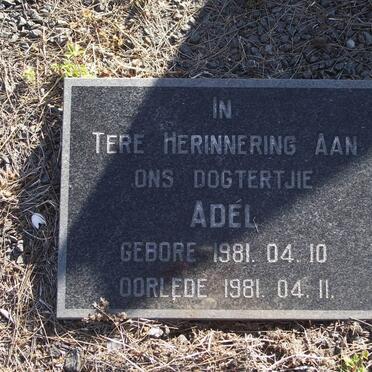 IN
TERE HERINNERING AAN
ONS DOGTERTJIE
ADÉL
GEBORE 1981. 04. 10
OORLEDE 1981. 04. 11.